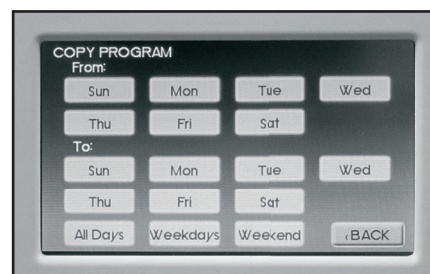 COPY PROGRAM
From:
Sun Mon Tue Wed
Thu Fri Sat
To:
Sun Mon Tue Wed
Thu Fri Sat
All Days Weekdays Weekend ‹BACK